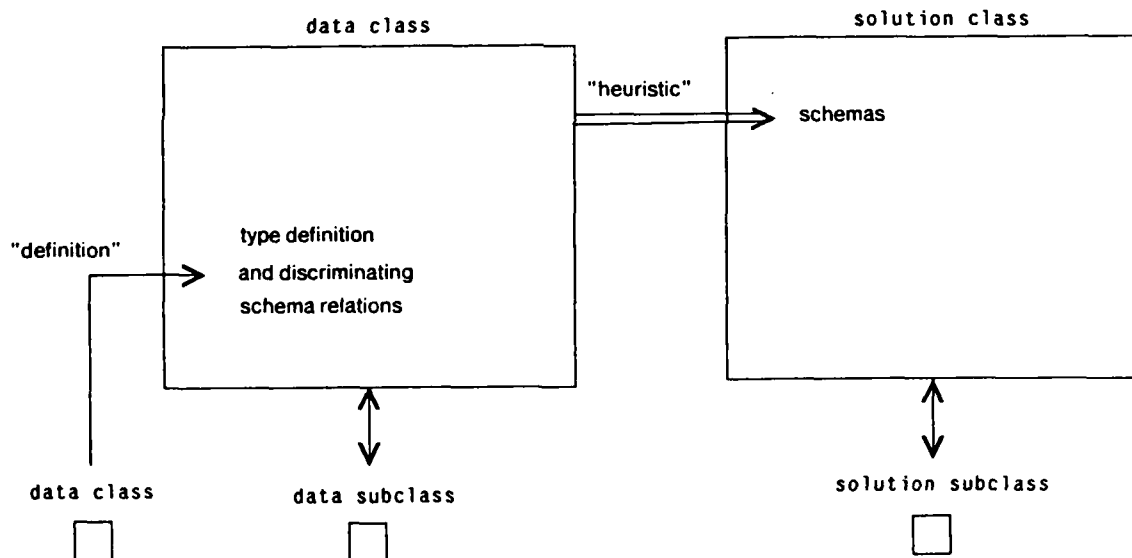 data class
solution class
"heuristic"
schemas
"definition"
type definition
and discriminating
schema relations
data class
data subclass
solution subclass